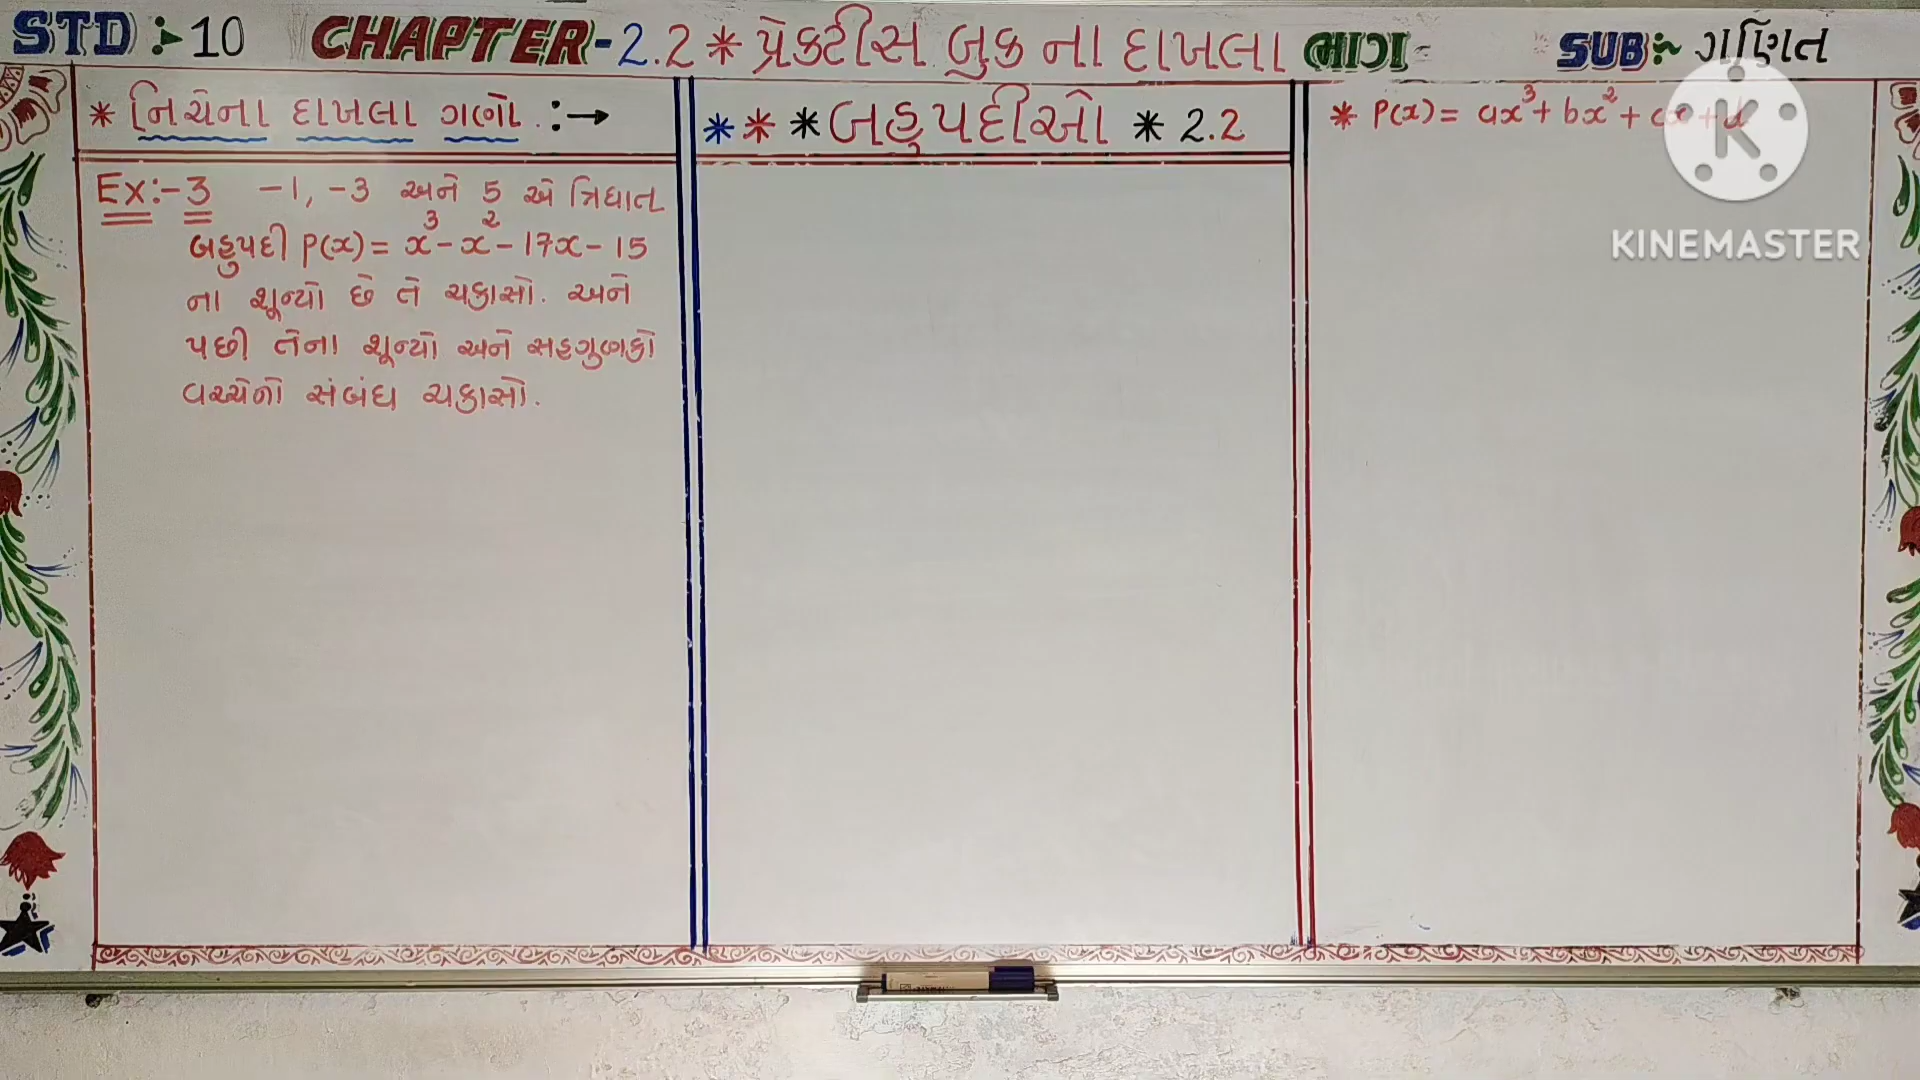 STD :- 10 CHAPTER-2.2 * પ્રેક્ટીસ બુક ના દાખલા ભાગ- SUB:~ ગણિત
* નિચેના દાખલા ગણો :→
Ex:-3 -1, -3 અને 5 એ ત્રિઘાત
બહુપદી P(x) = x³ - x² - 17x - 15
ના શૂન્યો છે તે ચકાસો. અને
પછી તેના શૂન્યો અને સહગુણકો
વચ્ચેનો સંબંધ ચકાસો.
* * * બહુપદીઓ * 2.2
* P(x) = ax³ + bx² + cx + d
K
KINEMASTER